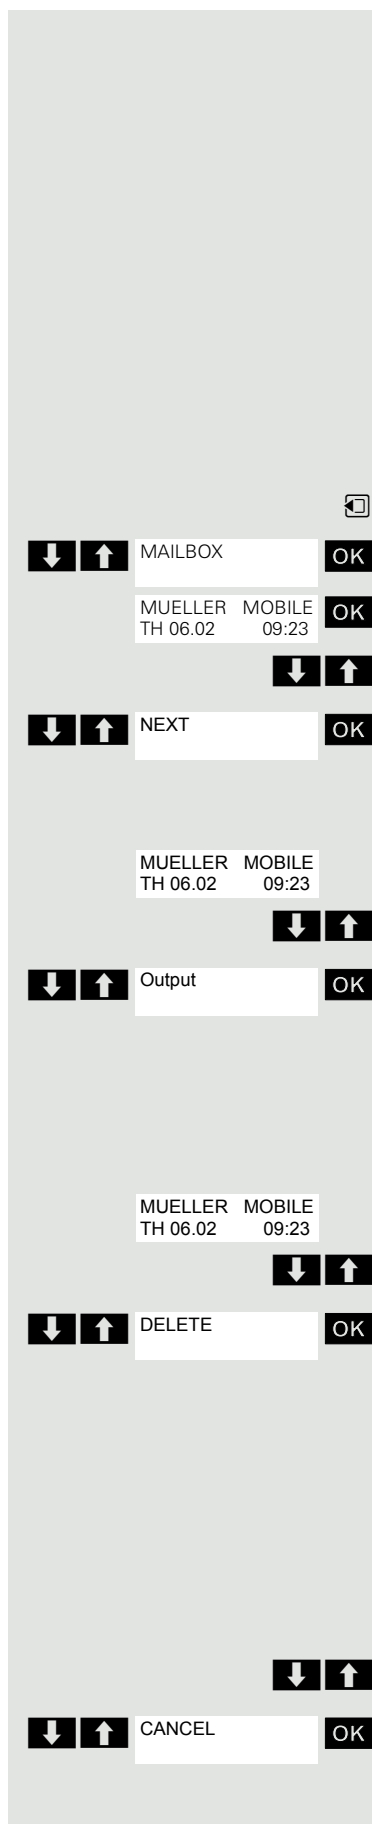 MAILBOX OK
MUELLER MOBILE OK
TH 06.02 09:23
NEXT OK
MUELLER MOBILE
TH 06.02 09:23
Output OK
MUELLER MOBILE
TH 06.02 09:23
DELETE OK
CANCEL OK